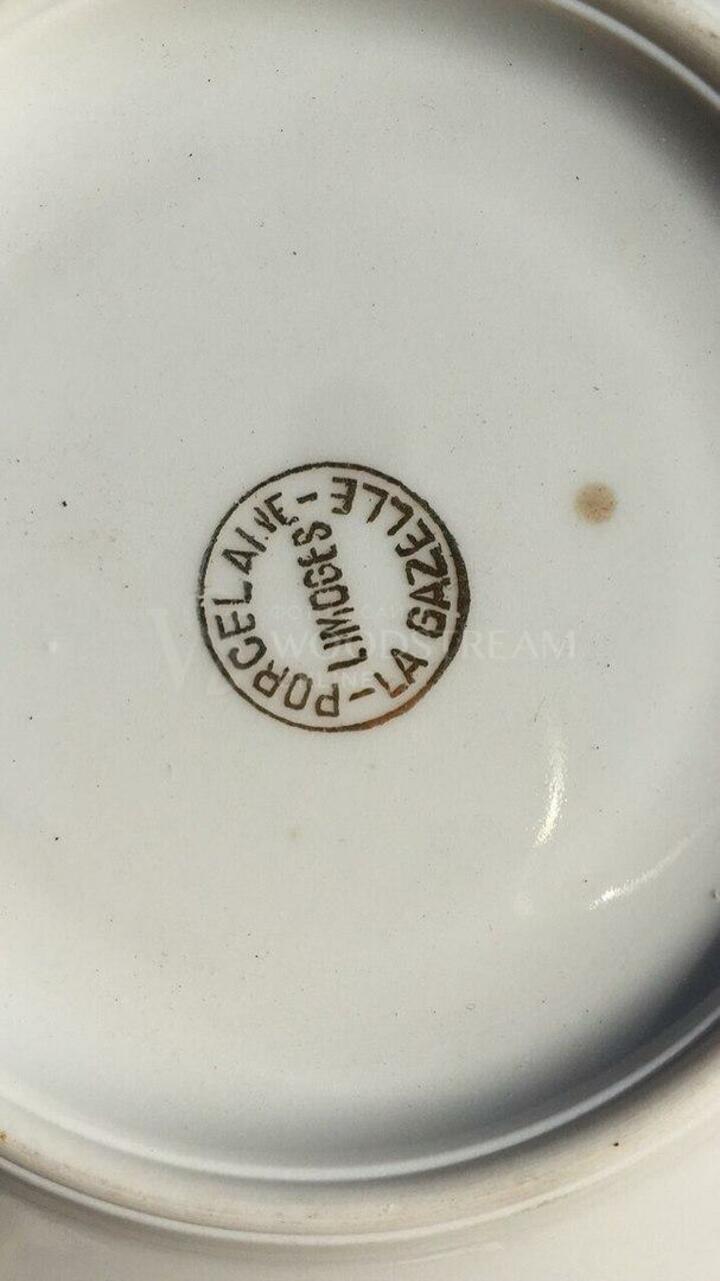 PORCELAINE - LA GAZELLE -
LIMOGES
WOODSTREAM